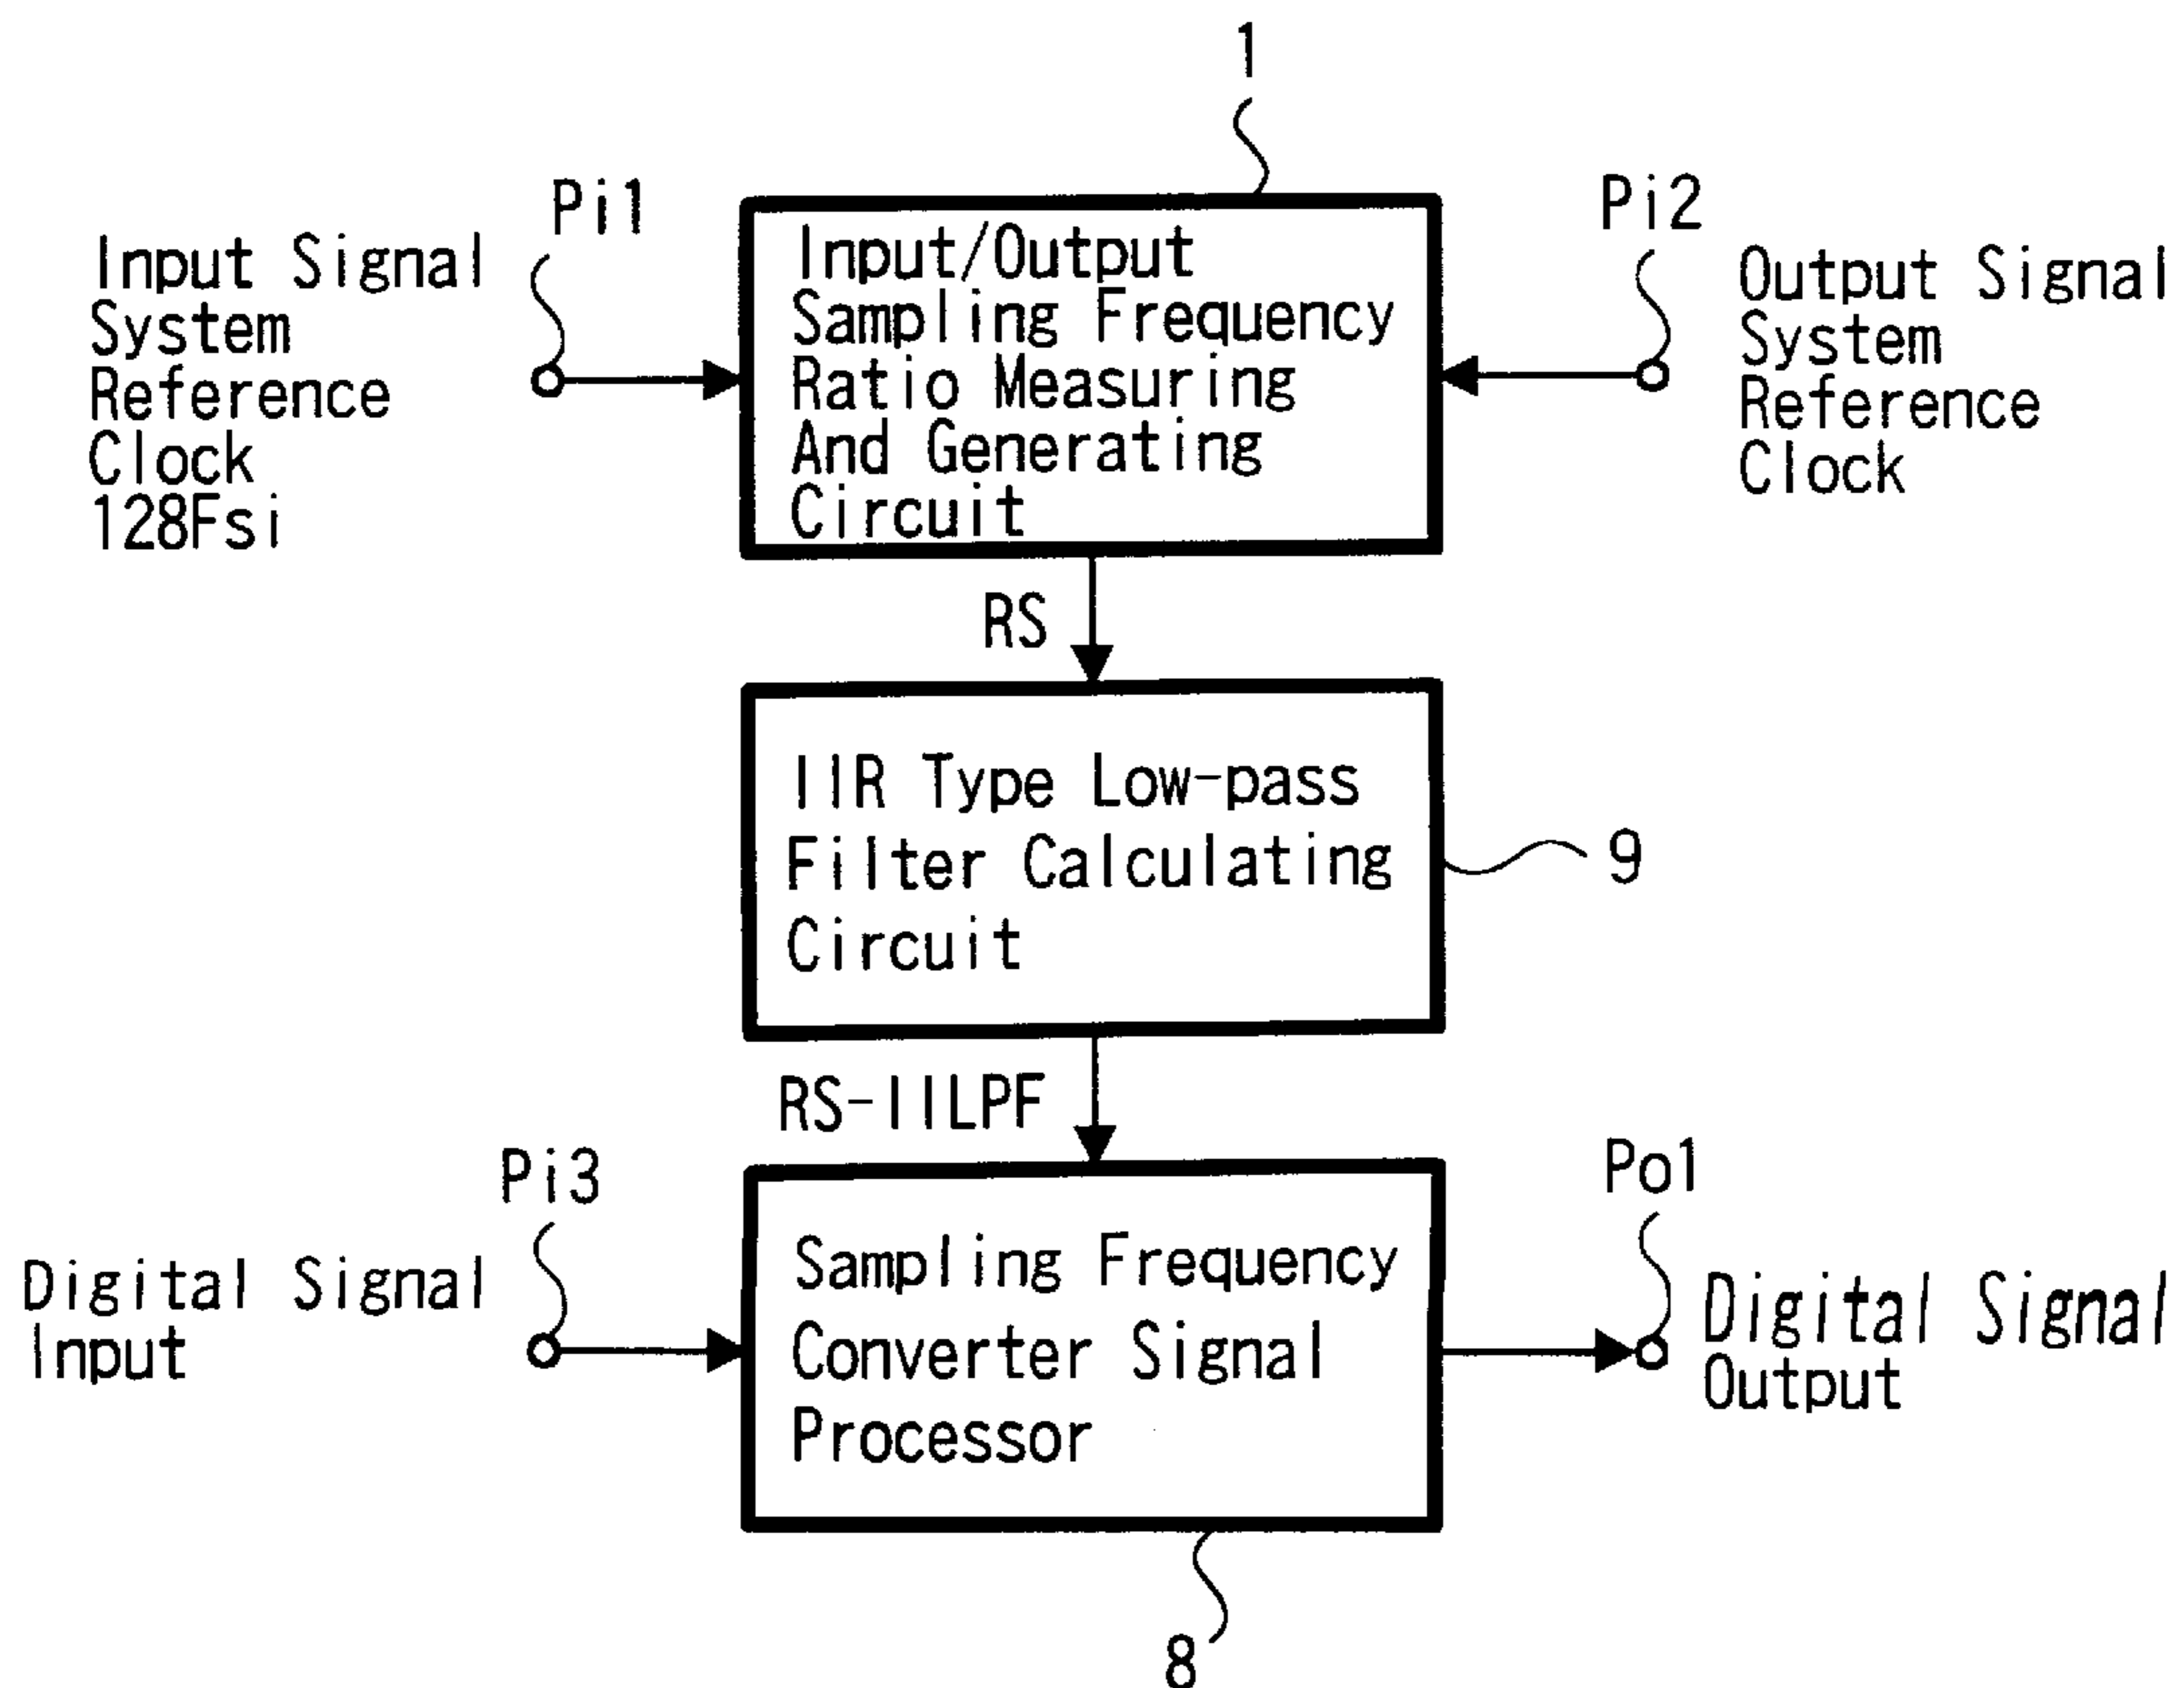 1
Pi1
Pi2
Input Signal
System
Reference
Clock
128Fsi
Input/Output
Sampling Frequency
Ratio Measuring
And Generating
Circuit
Output Signal
System
Reference
Clock
RS
IIR Type Low-pass
Filter Calculating
Circuit
9
RS-IILPF
Pi3
Po1
Digital Signal
Input
Sampling Frequency
Converter Signal
Processor
Digital Signal
Output
8